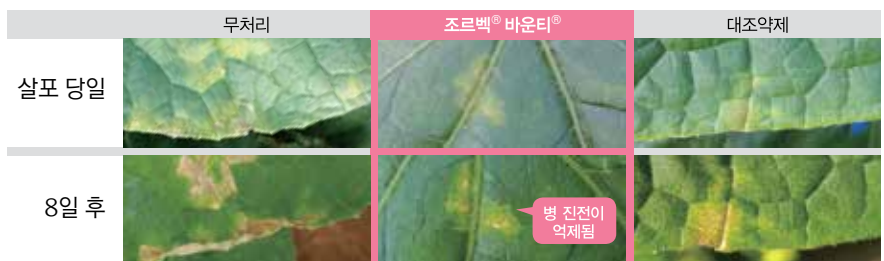 무처리
조르벡® 바운티®
대조약제
살포 당일
8일 후
병 진전이
억제됨